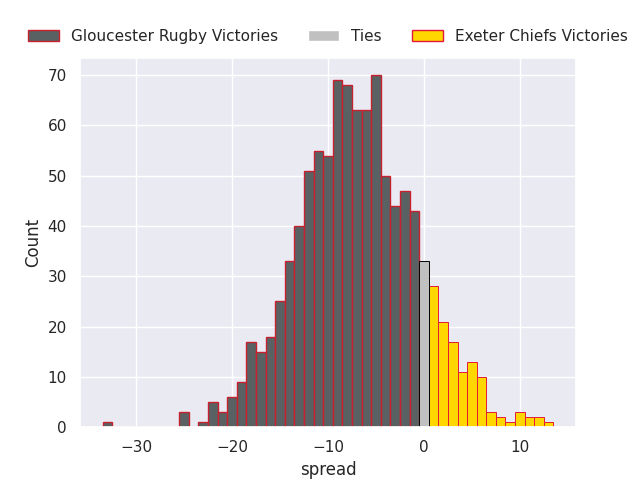 Gloucester Rugby Victories Ties Exeter Chiefs Victories
70
60
50
40
30
20
10
0
Count
−30 −20 −10 0 10
spread